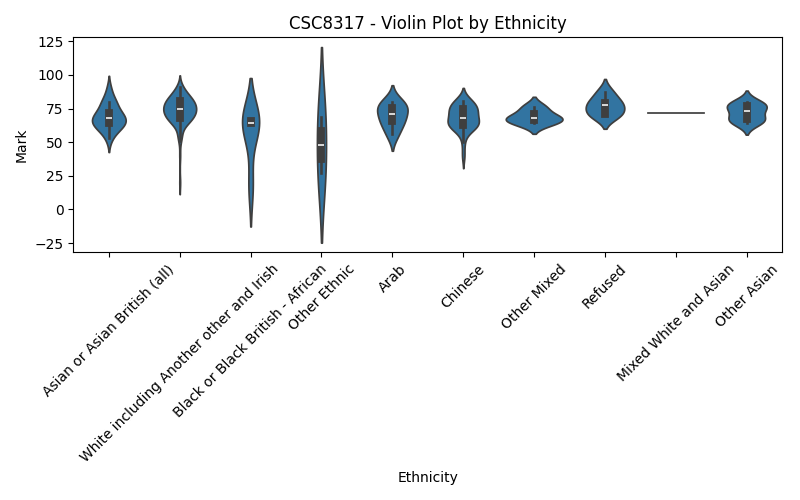 CSC8317 - Violin Plot by Ethnicity
125
100
75
50
25
0
−25
Mark
Asian or Asian British (all)
White including Another other and Irish
Black or Black British - African
Other Ethnic
Arab
Chinese
Other Mixed
Refused
Mixed White and Asian
Other Asian
Ethnicity